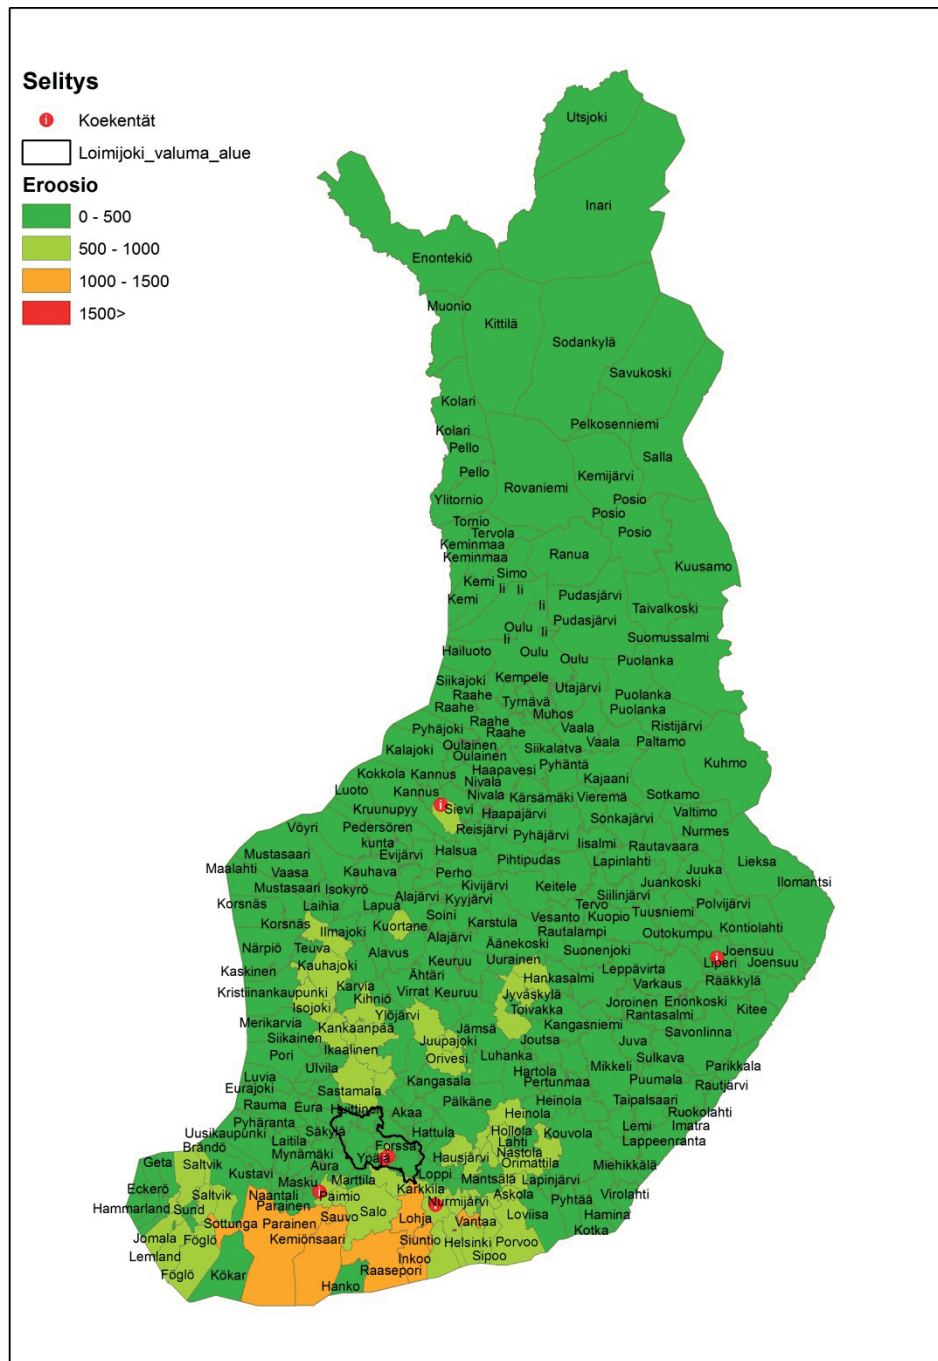 Selitys
Koekentät
Loimijoki_valuma_alue
Eroosio
0 - 500
500 - 1000
1000 - 1500
1500>
Utsjoki
Inari
Enontekiö
Muonio
Kittilä
Sodankylä
Savukoski
Kolari
Pelkosenniemi
Kolari
Pello
Salla
Pello
Kemijärvi
Rovaniemi
Ylitornio
Posio
Posio
Tornio
Tervola
Posio
Keminmaa
Keminmaa
Ranua
Kuusamo
Simo
Kemi
Ii Ii
Kemi
Pudasjärvi
Ii
Taivalkoski
Pudasjärvi
Oulu
Ii
Ii
Suomussalmi
Hailuoto
Oulu
Oulu
Puolanka
Siikajoki
Kempele
Utajärvi
Raahe
Tyrnävä
Puolanka
Raahe
Muhos
Puolanka
Raahe
Raahe
Pyhäjoki
Vaala
Ristijärvi
Kalajoki
Oulainen
Oulainen
Siikalatva
Vaala
Paltamo
Kokkola
Kannus
Haapavesi
Pyhäntä
Kajaani
Kuhmo
Luoto
Kannus
Nivala
Nivala
Kärsämäki
Vieremä
Sotkamo
Kruunupyy
Sievi
Haapajärvi
Sonkajärvi
Valtimo
Vöyri
Pedersören
kunta
Reisjärvi
Pyhäjärvi
Iisalmi
Rautavaara
Nurmes
Mustasaari
Evijärvi
Halsua
Pihtipudas
Lapinlahti
Lieksa
Maalahti
Vaasa
Kauhava
Perho
Juuka
Mustasaari
Isokyrö
Kivijärvi
Keitele
Juankoski
Ilomantsi
Korsnäs
Laihia
Lapua
Alajärvi
Kyyjärvi
Siilinjärvi
Tervo
Polvijärvi
Korsnäs
Ilmajoki
Kuortane
Soini
Karstula
Vesanto
Kuopio
Tuusniemi
Kontiolahti
Alajärvi
Rautalampi
Outokumpu
Närpiö
Teuva
Alavus
Äänekoski
Suonenjoki
Joensuu
Kaskinen
Kauhajoki
Keuruu
Uurainen
Liperi
Joensuu
Kristiinankaupunki
Karvia
Ähtäri
Hankasalmi
Leppävirta
Rääkkylä
Isojoki
Kihniö
Virrat
Keuruu
Jyväskylä
Varkaus
Merikarvia
Ylöjärvi
Toivakka
Joroinen
Enonkoski
Kitee
Siikainen
Kankaanpää
Jämsä
Kangasniemi
Rantasalmi
Savonlinna
Pori
Ikaalinen
Juupajoki
Joutsa
Juva
Ulvila
Orivesi
Luhanka
Sulkava
Parikkala
Luvia
Sastamala
Kangasala
Hartola
Mikkeli
Puumala
Rautjärvi
Eurajoki
Pertunmaa
Rauma
Eura
Huittinen
Akaa
Pälkäne
Heinola
Heinola
Taipalsaari
Ruokolahti
Pyhäranta
Säkylä
Hattula
Hollola
Kouvola
Lemi
Imatra
Uusikaupunki
Laitila
Forssa
Lahti
Lappeenranta
Brändö
Mynämäki
Ypäjä
Hausjärvi
Nastola
Geta
Saltvik
Kustavi
Aura
Loppi
Orimattila
Miehikkälä
Eckerö
Masku
Marttila
Mäntsälä
Lapinjärvi
Saltvik
Naantali
Paimio
Karkkila
Askola
Pyhtää
Virolahti
Hammarland
Sund
Parainen
Salo
Nurmijärvi
Loviisa
Hamina
Sottunga
Parainen
Sauvo
Lohja
Vantaa
Kotka
Jomala
Föglö
Kemiönsaari
Siuntio
Helsinki
Porvoo
Lemland
Sipoo
Föglö
Kökar
Inkoo
Raasepori
Hanko